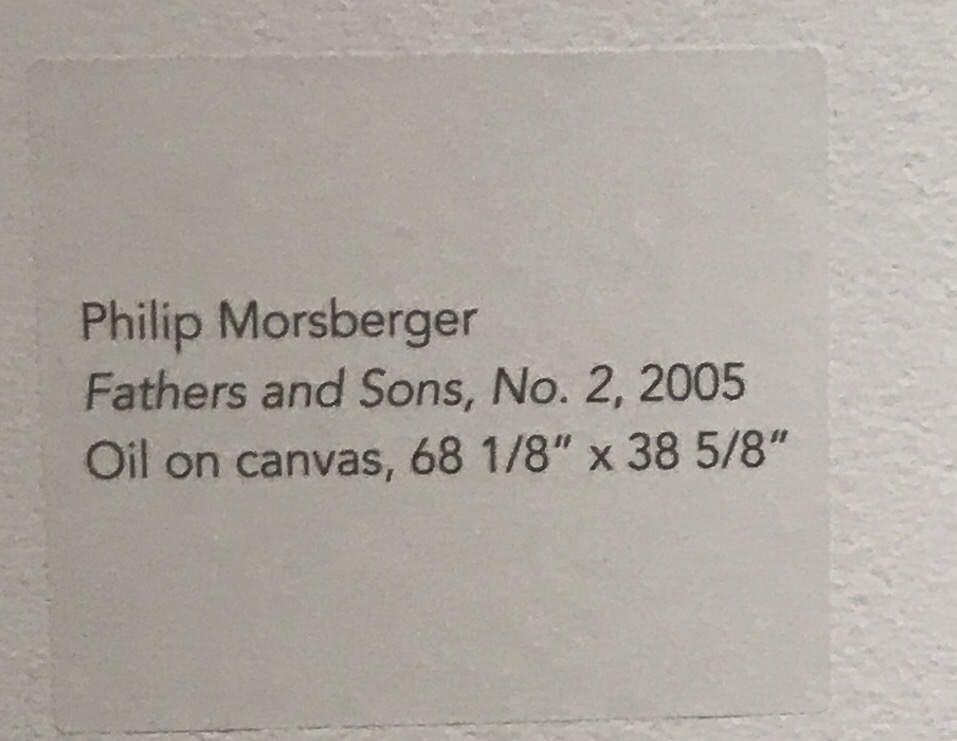 Philip Morsberger
Fathers and Sons, No. 2, 2005
Oil on canvas, 68 1/8” x 38 5/8”